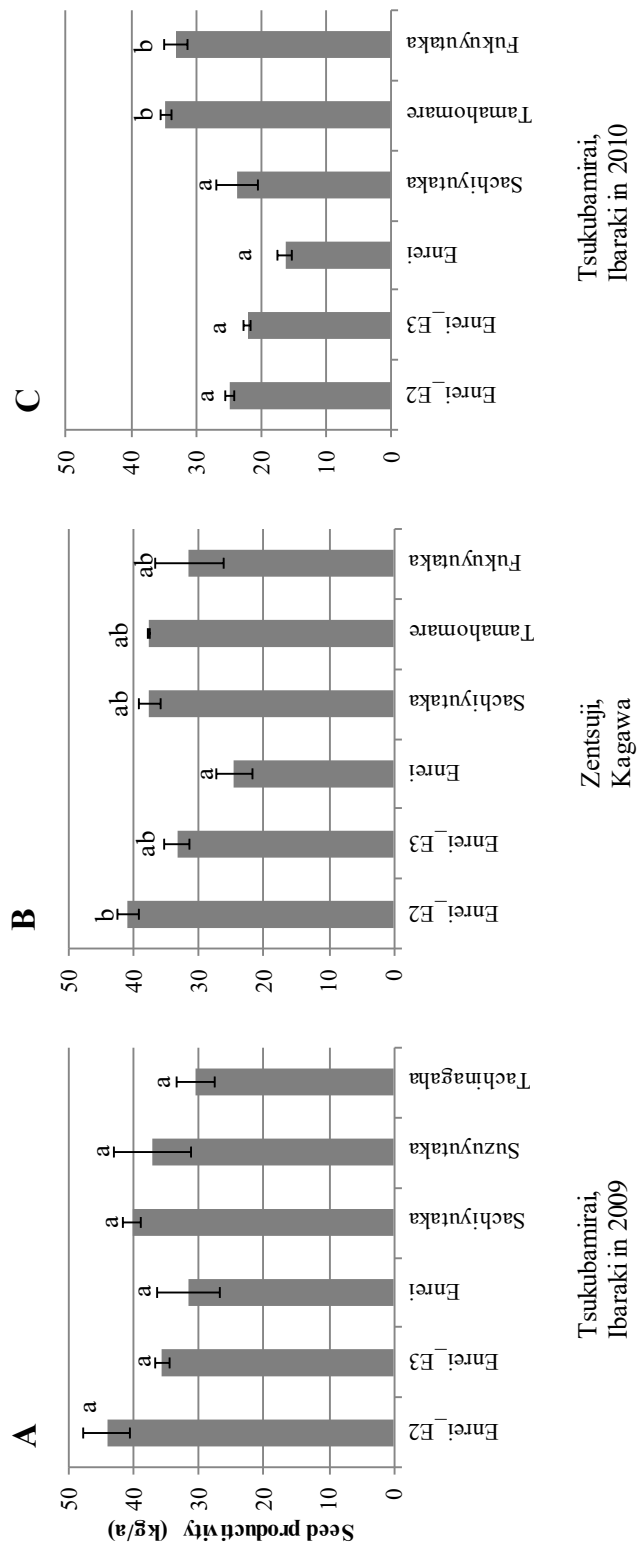 A
Seed productivity
(kg/a)
50
40
30
20
10
0
a
a
a
a
a
a
Enrei_E2
Enrei_E3
Enrei
Sachiyutaka
Suzuyutaka
Tachinagaha
Tsukubamirai,
Ibaraki in 2009
B
50
40
30
20
10
0
b
ab
a
ab
ab
ab
Enrei_E2
Enrei_E3
Enrei
Sachiyutaka
Tamahomare
Fukuyutaka
Zentsuji,
Kagawa
C
50
40
30
20
10
0
a
a
a
a
b
b
Enrei_E2
Enrei_E3
Enrei
Sachiyutaka
Tamahomare
Fukuyutaka
Tsukubamirai,
Ibaraki in 2010